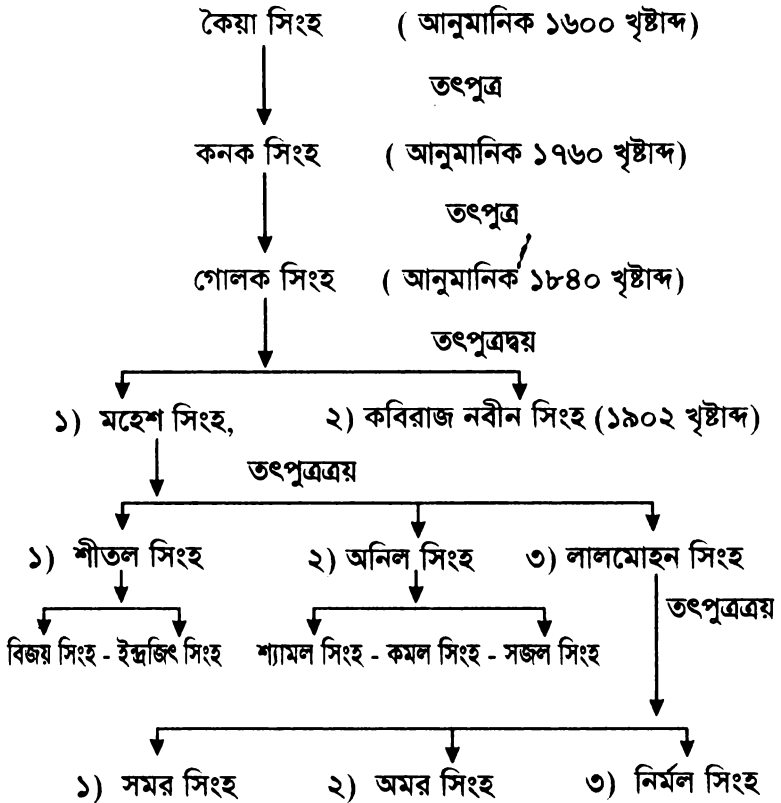 কৈয়া সিংহ ( আনুমানিক ১৬০০ খৃষ্টাব্দ)
তৎপুত্র
কনক সিংহ ( আনুমানিক ১৭৬০ খৃষ্টাব্দ)
তৎপুত্র
গোলক সিংহ ( আনুমানিক ১৮৪০ খৃষ্টাব্দ)
তৎপুত্রদ্বয়
১) মহেশ সিংহ, ২) কবিরাজ নবীন সিংহ (১৯০২ খৃষ্টাব্দ)
তৎপুত্রত্রয়
১) শীতল সিংহ ২) অনিল সিংহ ৩) লালমোহন সিংহ
তৎপুত্রত্রয়
বিজয় সিংহ - ইন্দ্রজিৎ সিংহ শ্যামল সিংহ - কমল সিংহ - সজল সিংহ
১) সমর সিংহ ২) অমর সিংহ ৩) নির্মল সিংহ